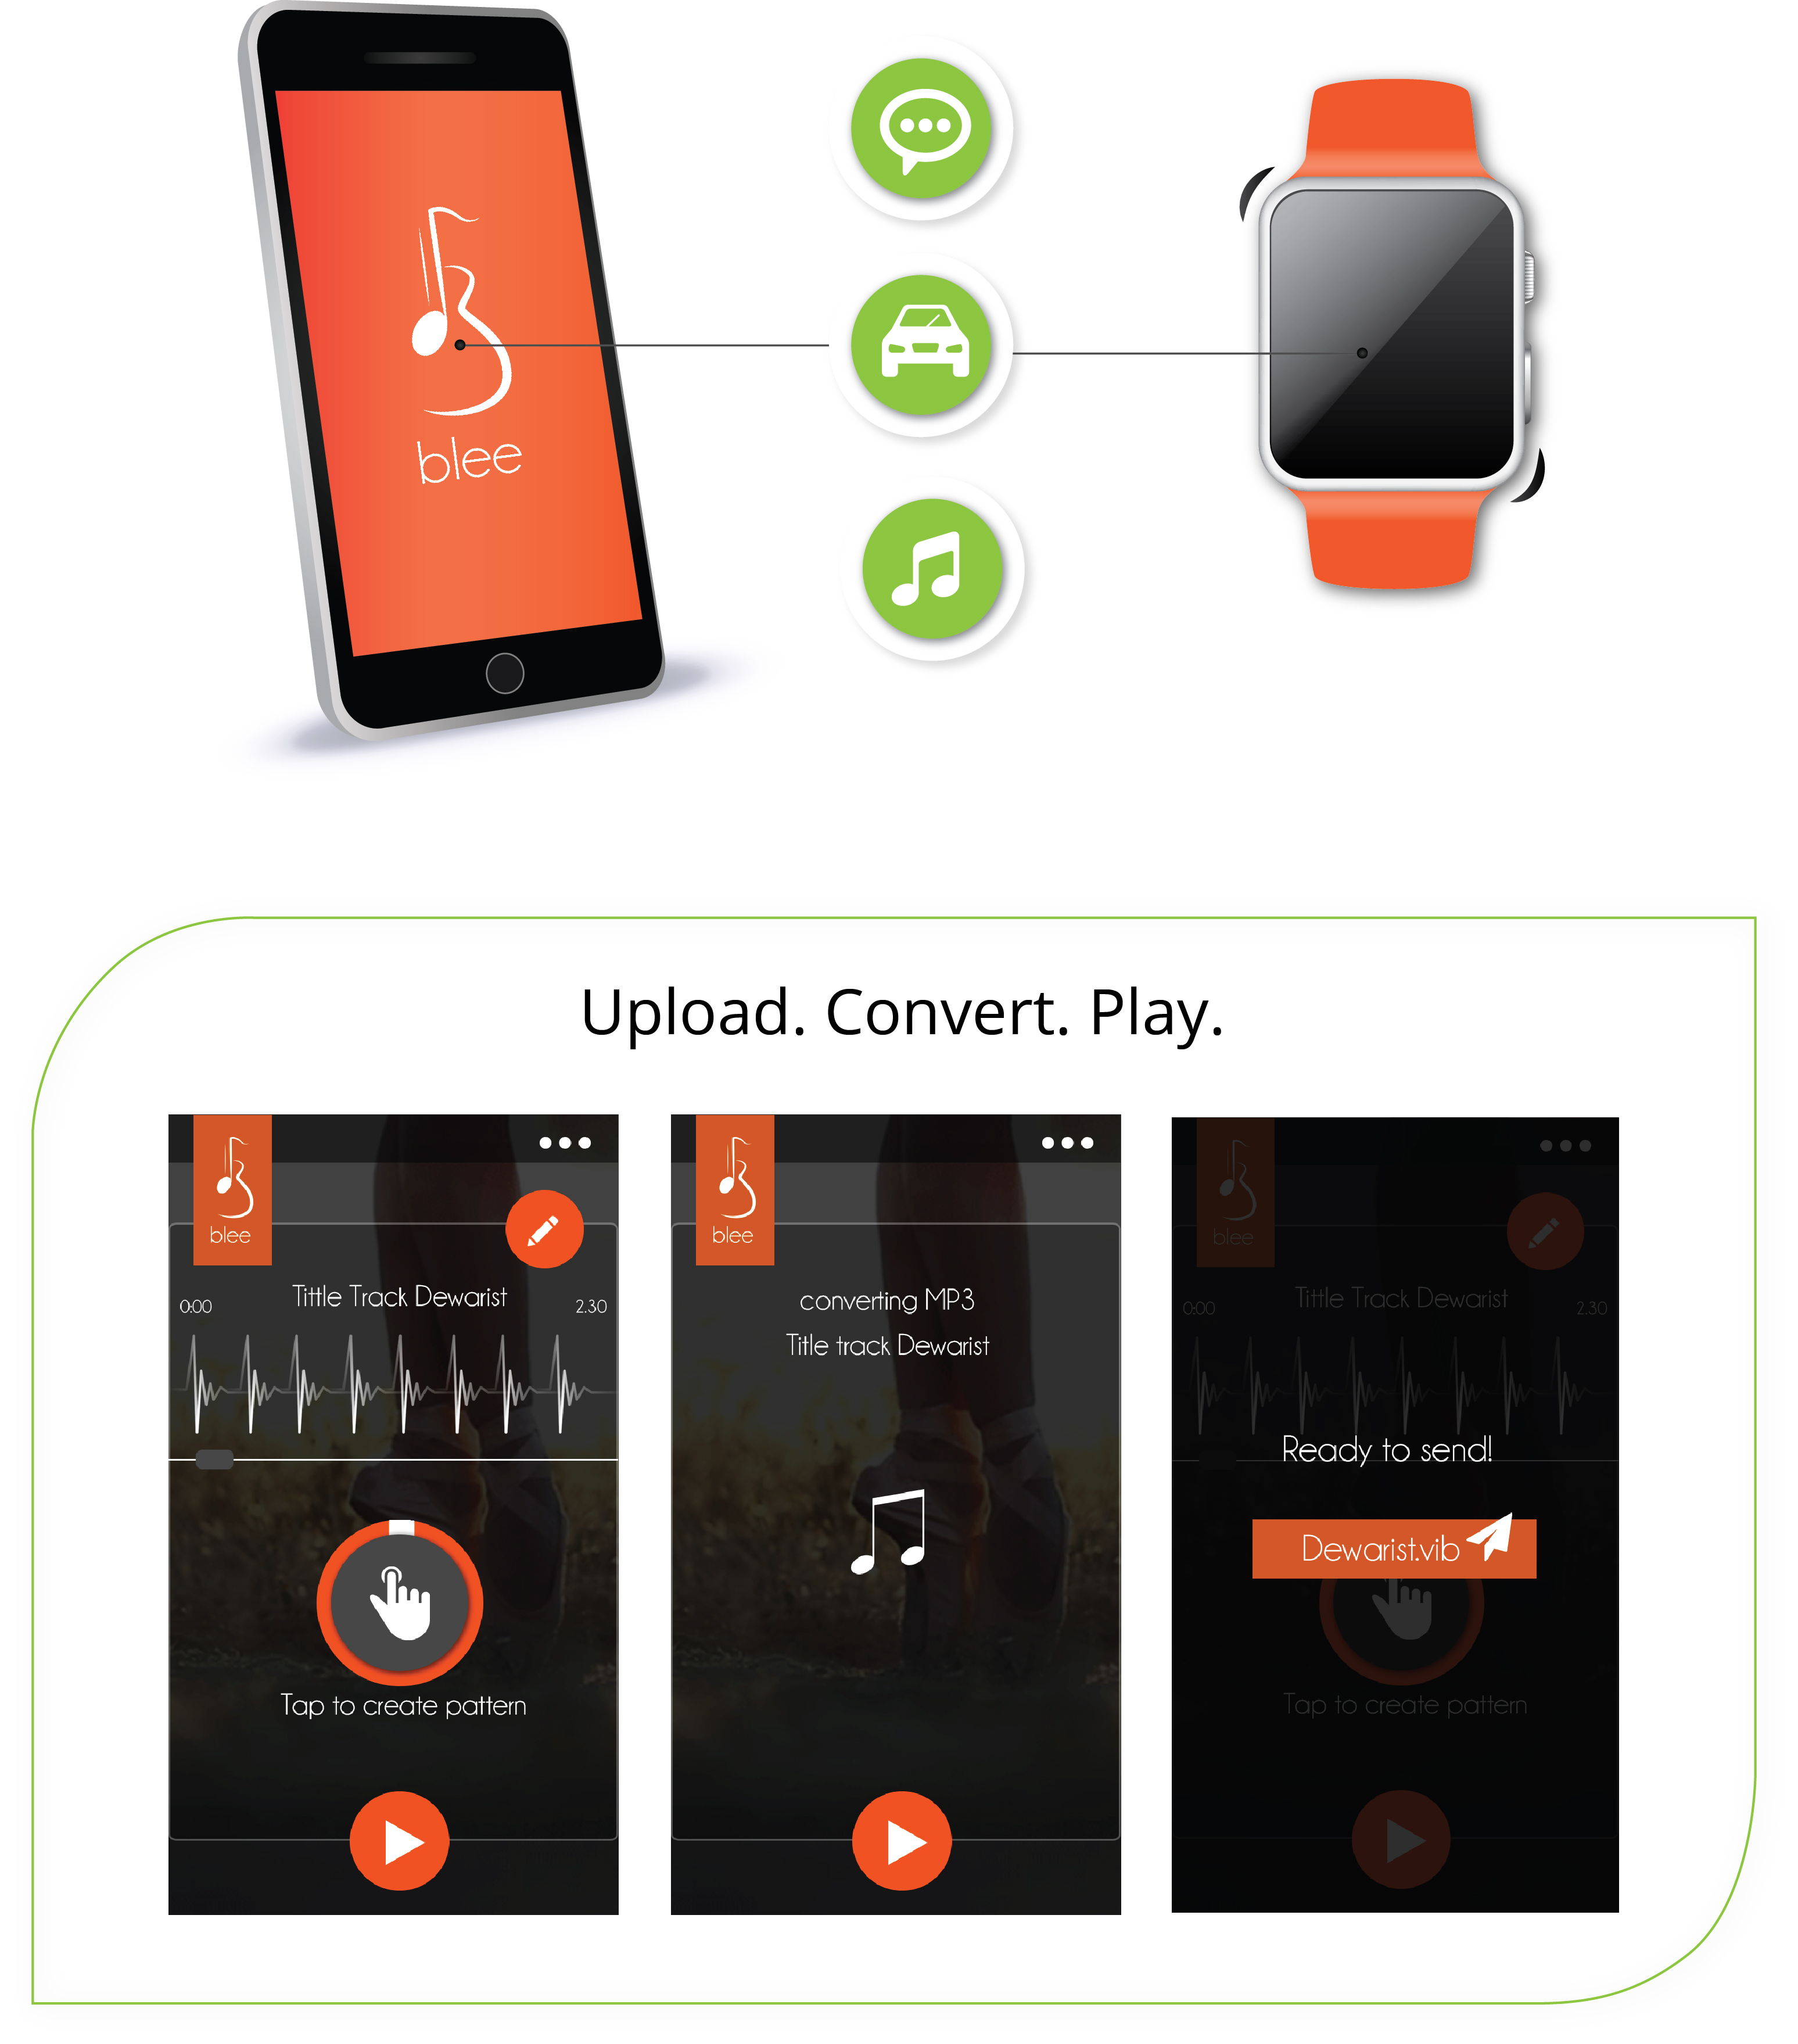 blee
Upload. Convert. Play.
blee
Tittle Track Dewarist
0:00
2.30
Tap to create pattern
blee
converting MP3
Title track Dewarist
blee
Tittle Track Dewarist
0:00
2.30
Ready to send!
Dewarist.vib
Tap to create pattern